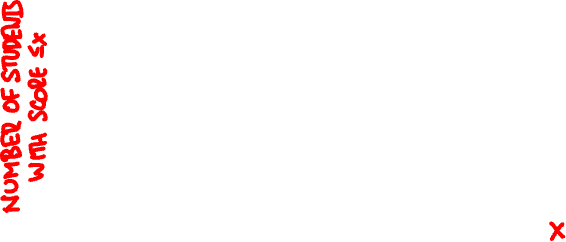 NUMBER OF STUDENTS
WITH SCORE ≤x
X